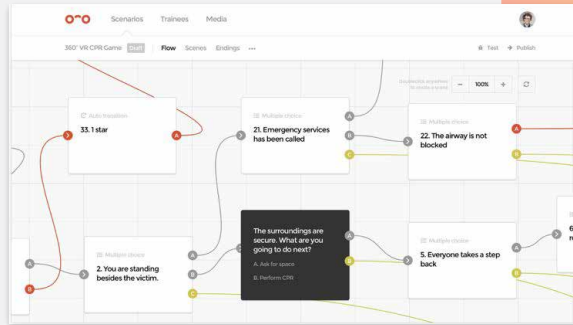 Scenarios Trainees Media
360° VR CPR Game Draft Flow Scenes Endings ...
Test Publish
100%
Auto transition
33. 1 star
A
Multiple choice
21. Emergency services
has been called
A
B
C
Multiple choice
22. The airway is not
blocked
A
B
Multiple choice
2. You are standing
besides the victim.
A
B
C
The surroundings are
secure. What are you
going to do next?
A. Ask for space
B. Perform CPR
Multiple choice
5. Everyone takes a step
back
A
A
B